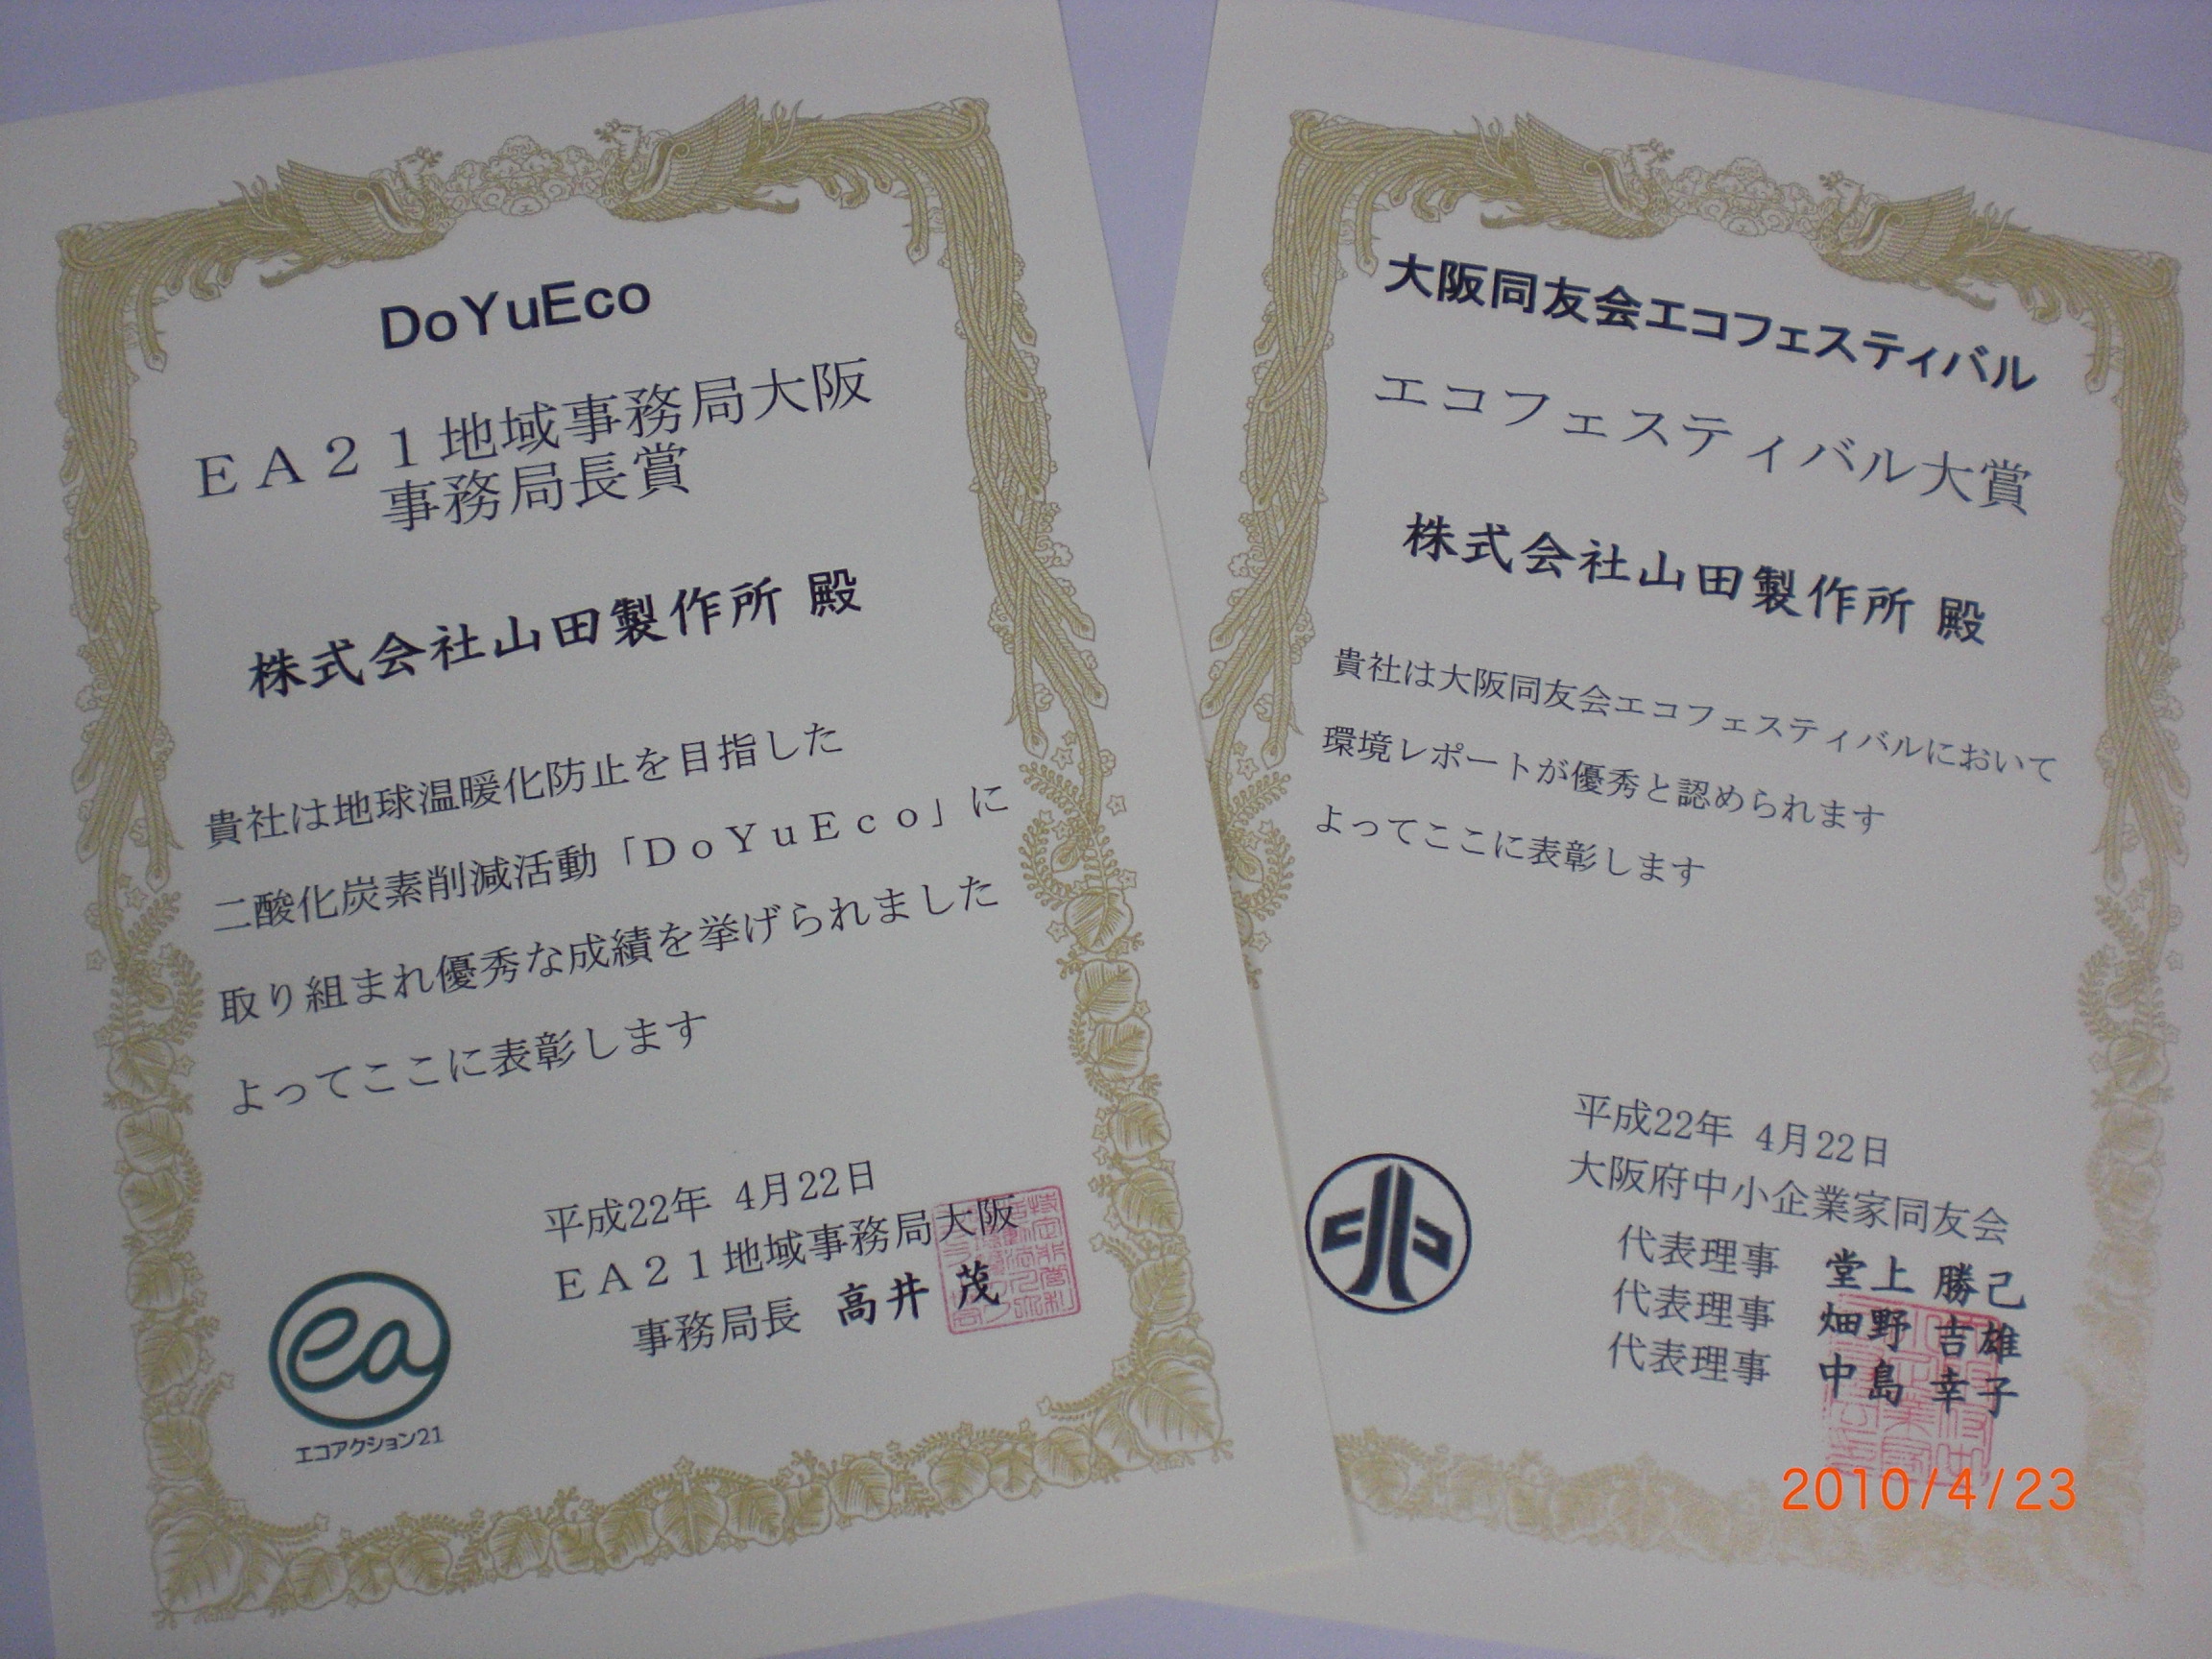 DoYuEco
ＥＡ２１地域事務局大阪
事務局長賞
株式会社山田製作所 殿
貴社は地球温暖化防止を目指した
二酸化炭素削減活動「ＤｏＹｕＥｃｏ」に
取り組まれ優秀な成績を挙げられました
よってここに表彰します
平成22年 4月22日
ＥＡ２１地域事務局大阪
事務局長 高井 茂
ea
エコアクション21
大阪同友会エコフェスティバル
エコフェスティバル大賞
株式会社山田製作所 殿
貴社は大阪同友会エコフェスティバルにおいて
環境レポートが優秀と認められます
よってここに表彰します
平成22年 4月22日
大阪府中小企業家同友会
代表理事 堂上 勝己
代表理事 畑野 吉雄
代表理事 中島 幸子
2010/4/23